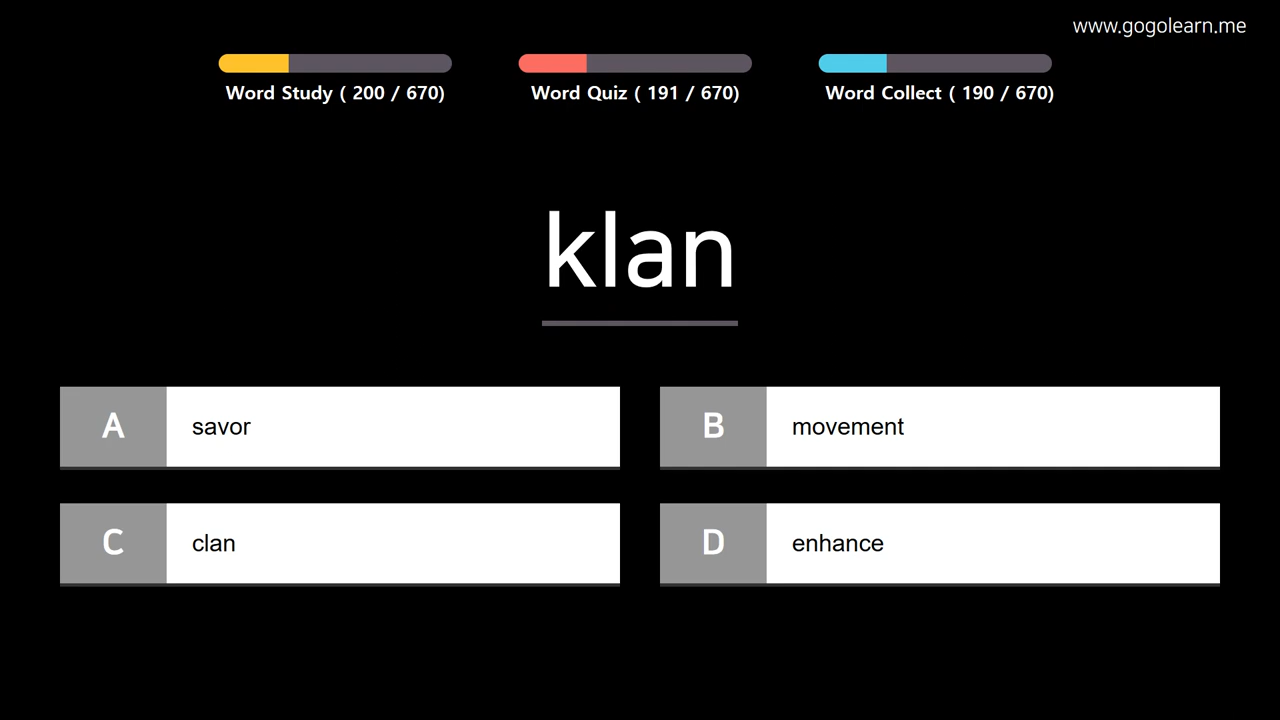 www.gogolearn.me
Word Study ( 200 / 670)
Word Quiz ( 191 / 670)
Word Collect ( 190 / 670)
klan
A savor
B movement
C clan
D enhance